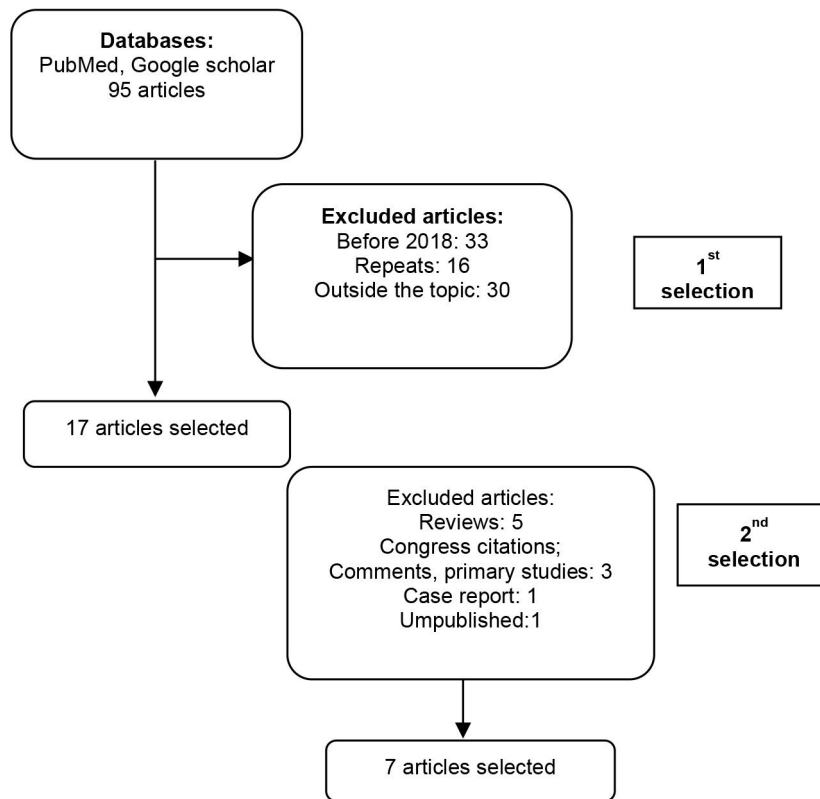 Databases:
PubMed, Google scholar
95 articles
Excluded articles:
Before 2018: 33
Repeats: 16
Outside the topic: 30
1st
selection
17 articles selected
Excluded articles:
Reviews: 5
Congress citations;
Comments, primary studies: 3
Case report: 1
Umpublished:1
2nd
selection
7 articles selected